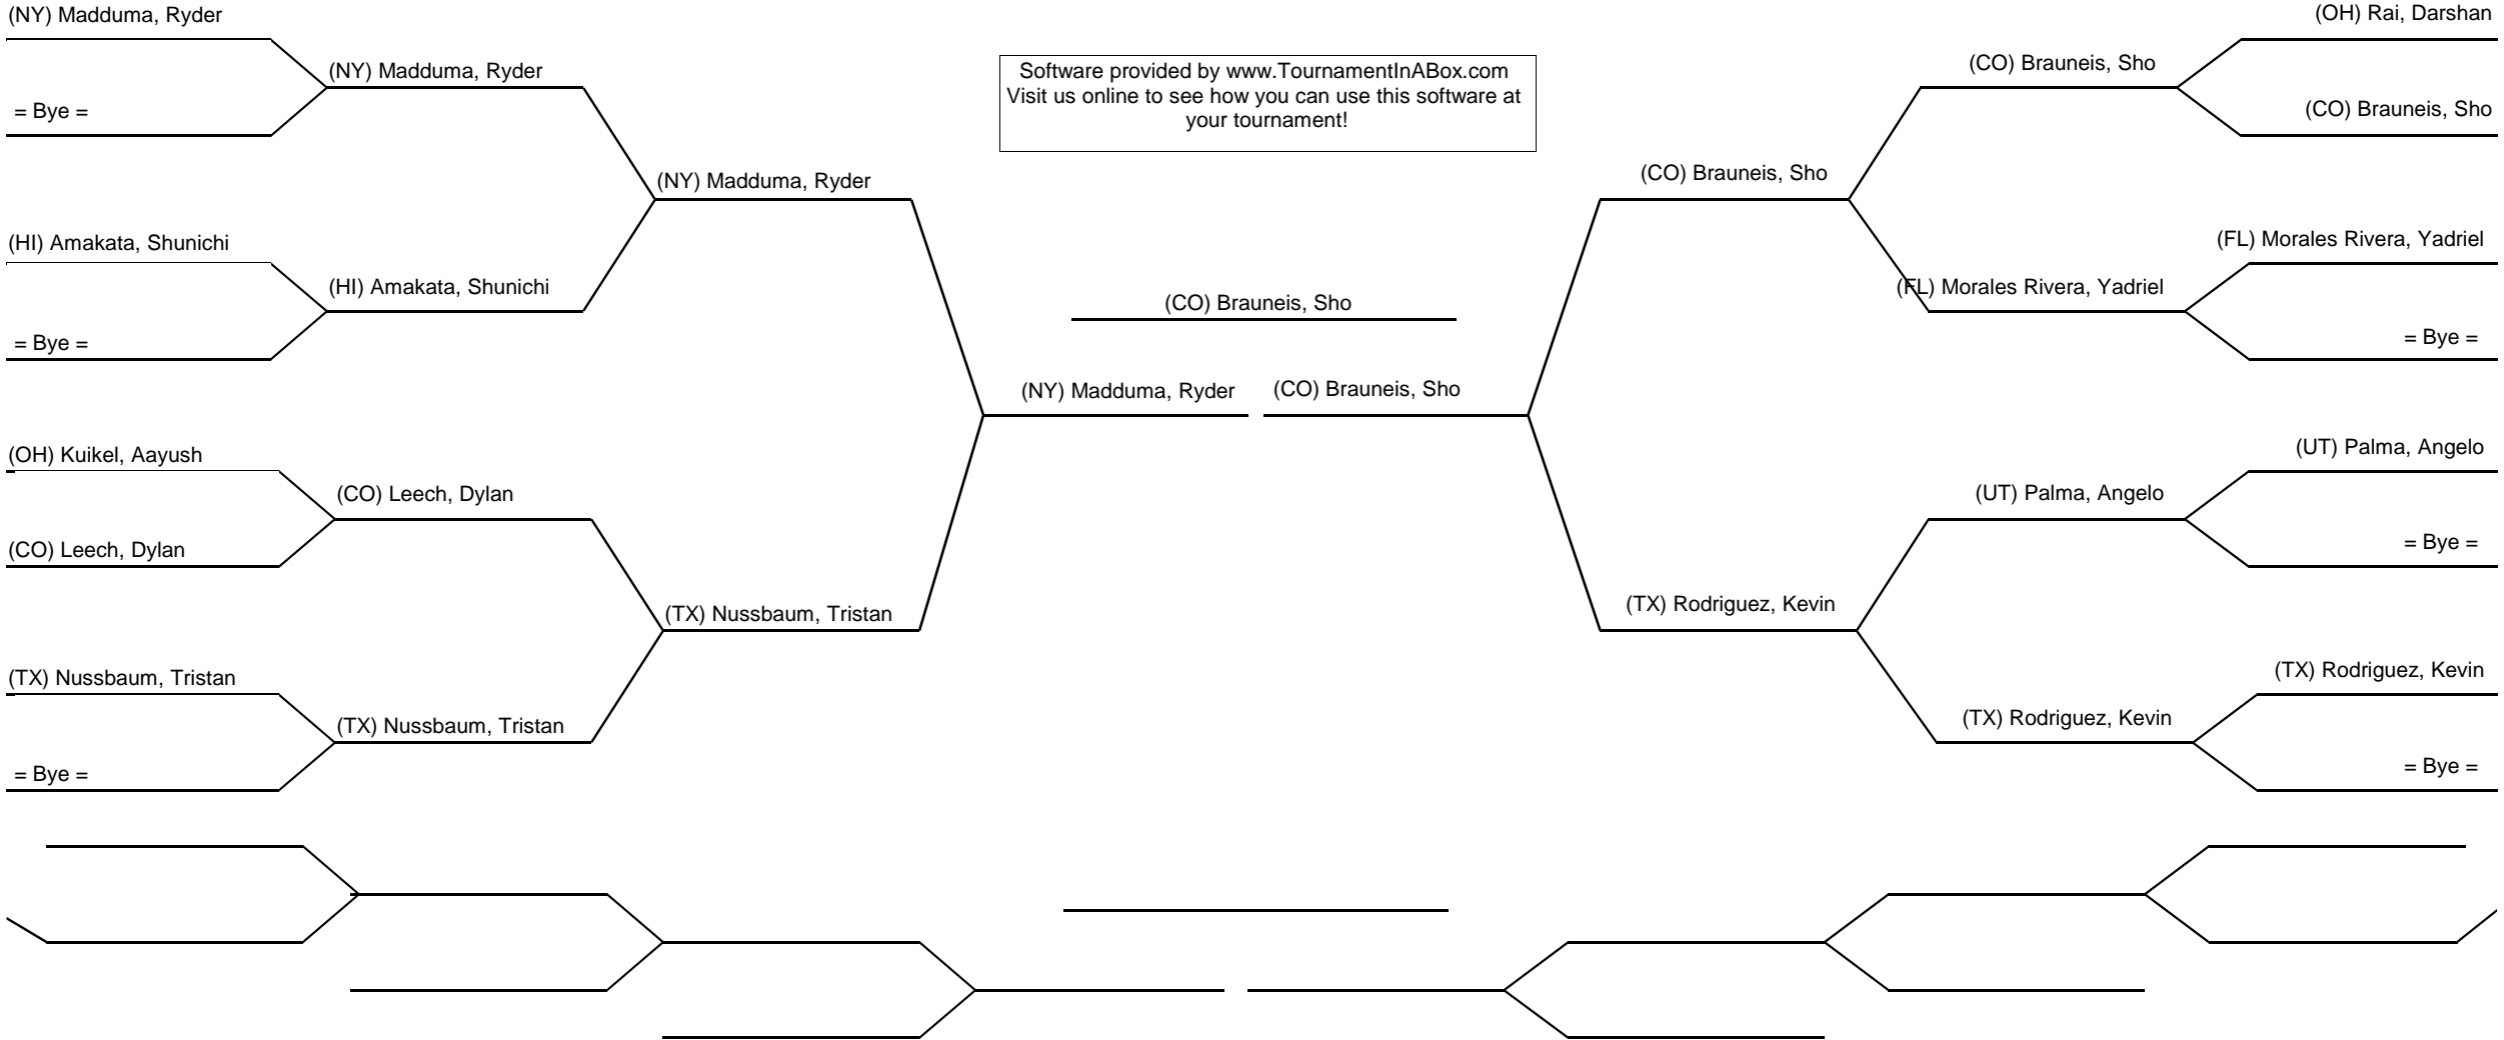 (NY) Madduma, Ryder
= Bye =
(HI) Amakata, Shunichi
= Bye =
(OH) Kuikel, Aayush
(CO) Leech, Dylan
(TX) Nussbaum, Tristan
= Bye =
(NY) Madduma, Ryder
(HI) Amakata, Shunichi
(CO) Leech, Dylan
(TX) Nussbaum, Tristan
(NY) Madduma, Ryder
(TX) Nussbaum, Tristan
Software provided by www.TournamentInABox.com
Visit us online to see how you can use this software at
your tournament!
(CO) Brauneis, Sho
(NY) Madduma, Ryder
(CO) Brauneis, Sho
(CO) Brauneis, Sho
(TX) Rodriguez, Kevin
(CO) Brauneis, Sho
(FL) Morales Rivera, Yadriel
(UT) Palma, Angelo
(TX) Rodriguez, Kevin
(OH) Rai, Darshan
(CO) Brauneis, Sho
(FL) Morales Rivera, Yadriel
= Bye =
(UT) Palma, Angelo
= Bye =
(TX) Rodriguez, Kevin
= Bye =